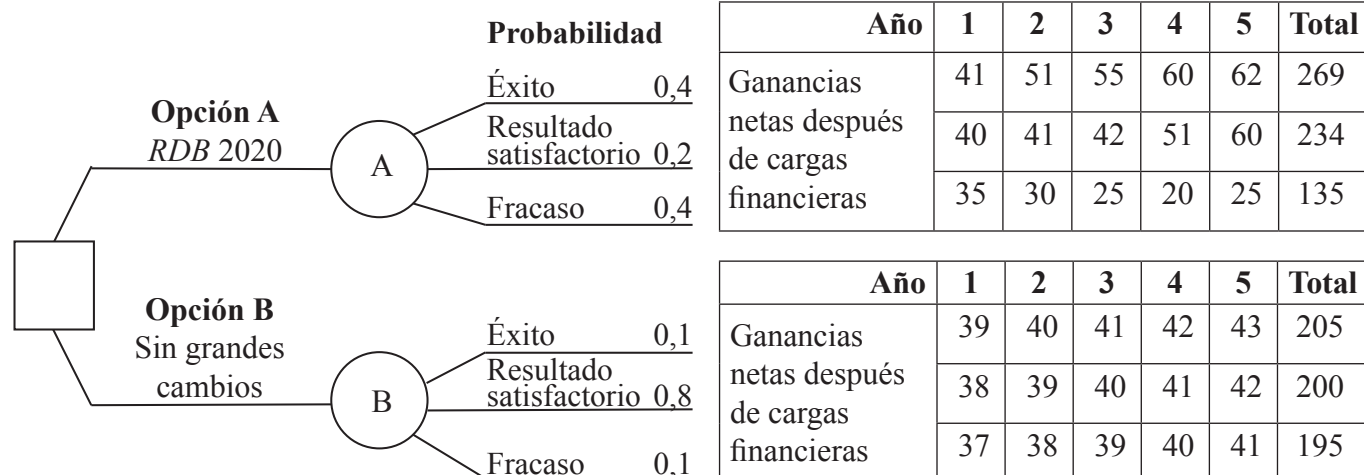 Probabilidad
Opción A
RDB 2020
A
Éxito 0,4
Resultado
satisfactorio 0,2
Fracaso 0,4
Año 1 2 3 4 5 Total
Ganancias
netas después
de cargas
financieras
41 51 55 60 62 269
40 41 42 51 60 234
35 30 25 20 25 135
Opción B
Sin grandes
cambios
B
Éxito 0,1
Resultado
satisfactorio 0,8
Fracaso 0,1
Año 1 2 3 4 5 Total
Ganancias
netas después
de cargas
financieras
39 40 41 42 43 205
38 39 40 41 42 200
37 38 39 40 41 195